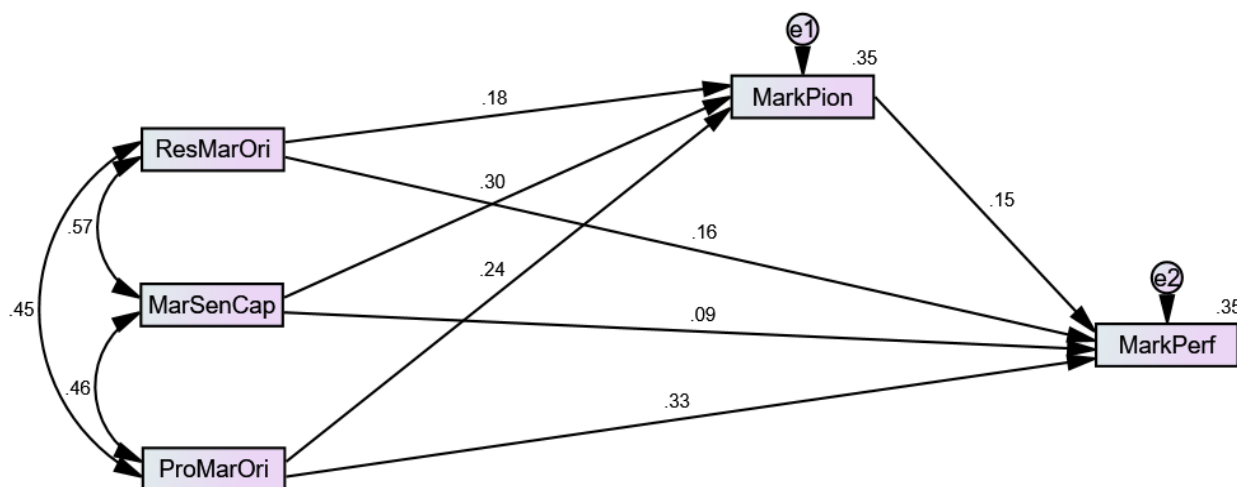 e1
.35
MarkPion
.18
ResMarOri
.30
.57
.16
.15
.24
e2
.45
MarSenCap
.35
.09
MarkPerf
.46
.33
ProMarOri